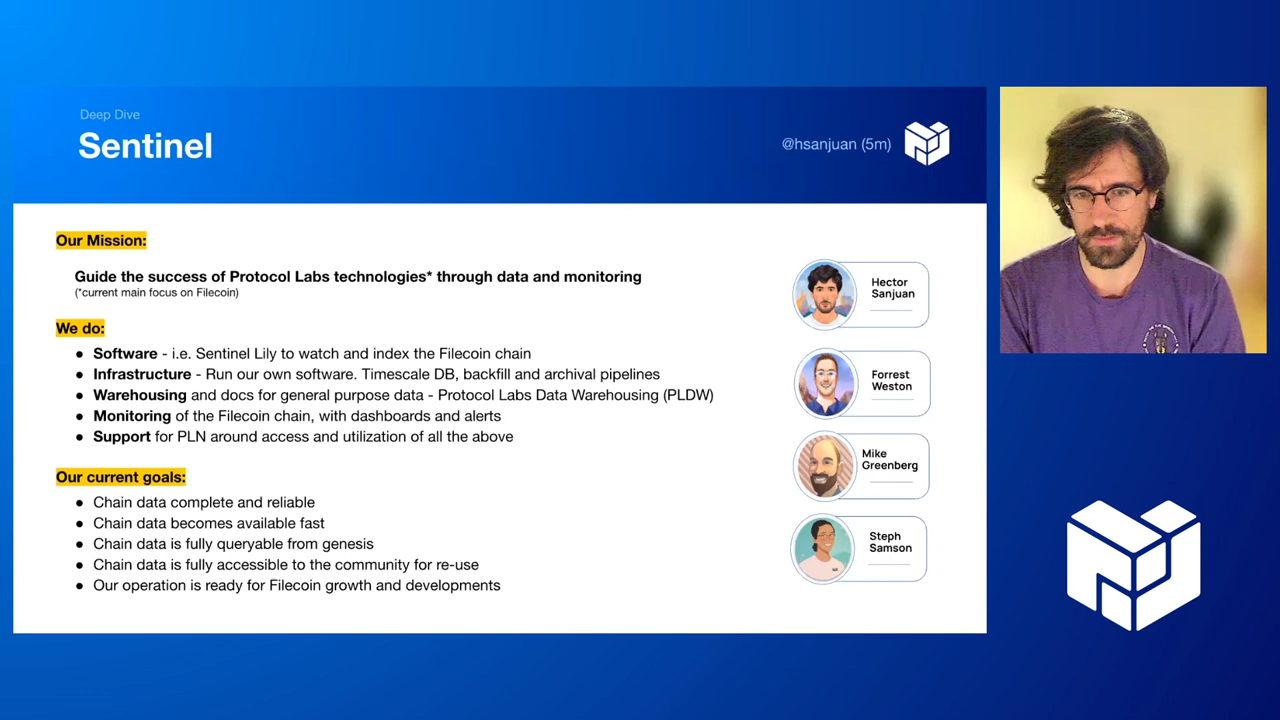 Deep Dive
Sentinel
@hsanjuan (5m)
Our Mission:
Guide the success of Protocol Labs technologies* through data and monitoring
(*current main focus on Filecoin)
We do:
● Software - i.e. Sentinel Lily to watch and index the Filecoin chain
● Infrastructure - Run our own software. Timescale DB, backfill and archival pipelines
● Warehousing and docs for general purpose data - Protocol Labs Data Warehousing (PLDW)
● Monitoring of the Filecoin chain, with dashboards and alerts
● Support for PLN around access and utilization of all the above
Our current goals:
● Chain data complete and reliable
● Chain data becomes available fast
● Chain data is fully queryable from genesis
● Chain data is fully accessible to the community for re-use
● Our operation is ready for Filecoin growth and developments
Hector
Sanjuan
Forrest
Weston
Mike
Greenberg
Steph
Samson